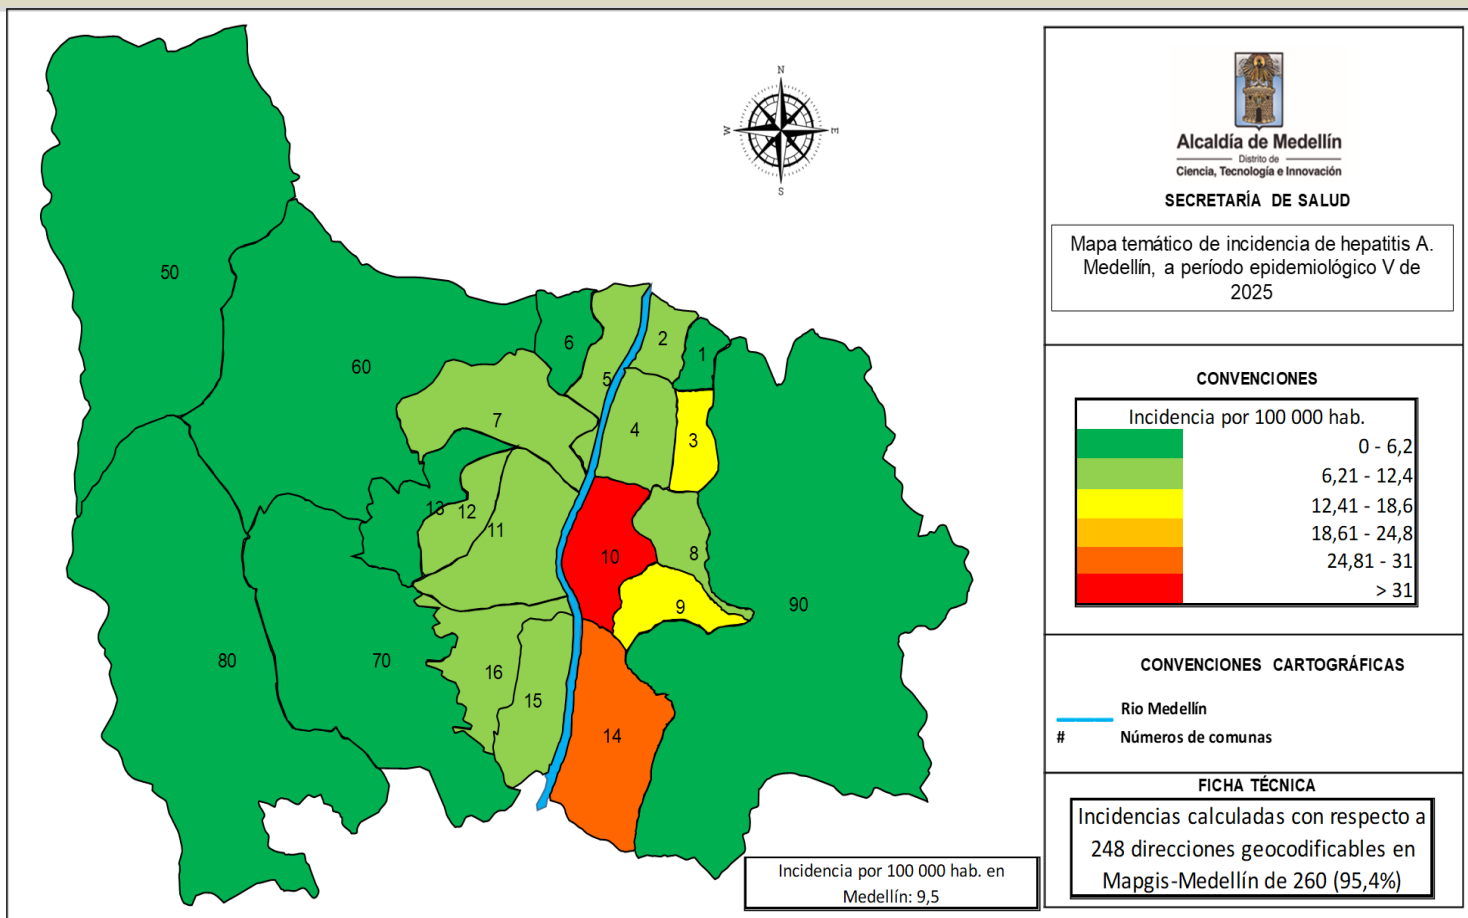 N
W
E
S
50
60
6
2
1
5
7
4
3
13
12
11
10
8
9
90
80
70
16
15
14
Incidencia por 100 000 hab. en
Medellín: 9,5
Alcaldía de Medellín
Distrito de
Ciencia, Tecnología e Innovación
SECRETARÍA DE SALUD
Mapa temático de incidencia de hepatitis A.
Medellín, a período epidemiológico V de
2025
CONVENCIONES
Incidencia por 100 000 hab.
0 - 6,2
6,21 - 12,4
12,41 - 18,6
18,61 - 24,8
24,81 - 31
> 31
CONVENCIONES CARTOGRÁFICAS
Rio Medellín
# Números de comunas
FICHA TÉCNICA
Incidencias calculadas con respecto a
248 direcciones geocodificables en
Mapgis-Medellín de 260 (95,4%)